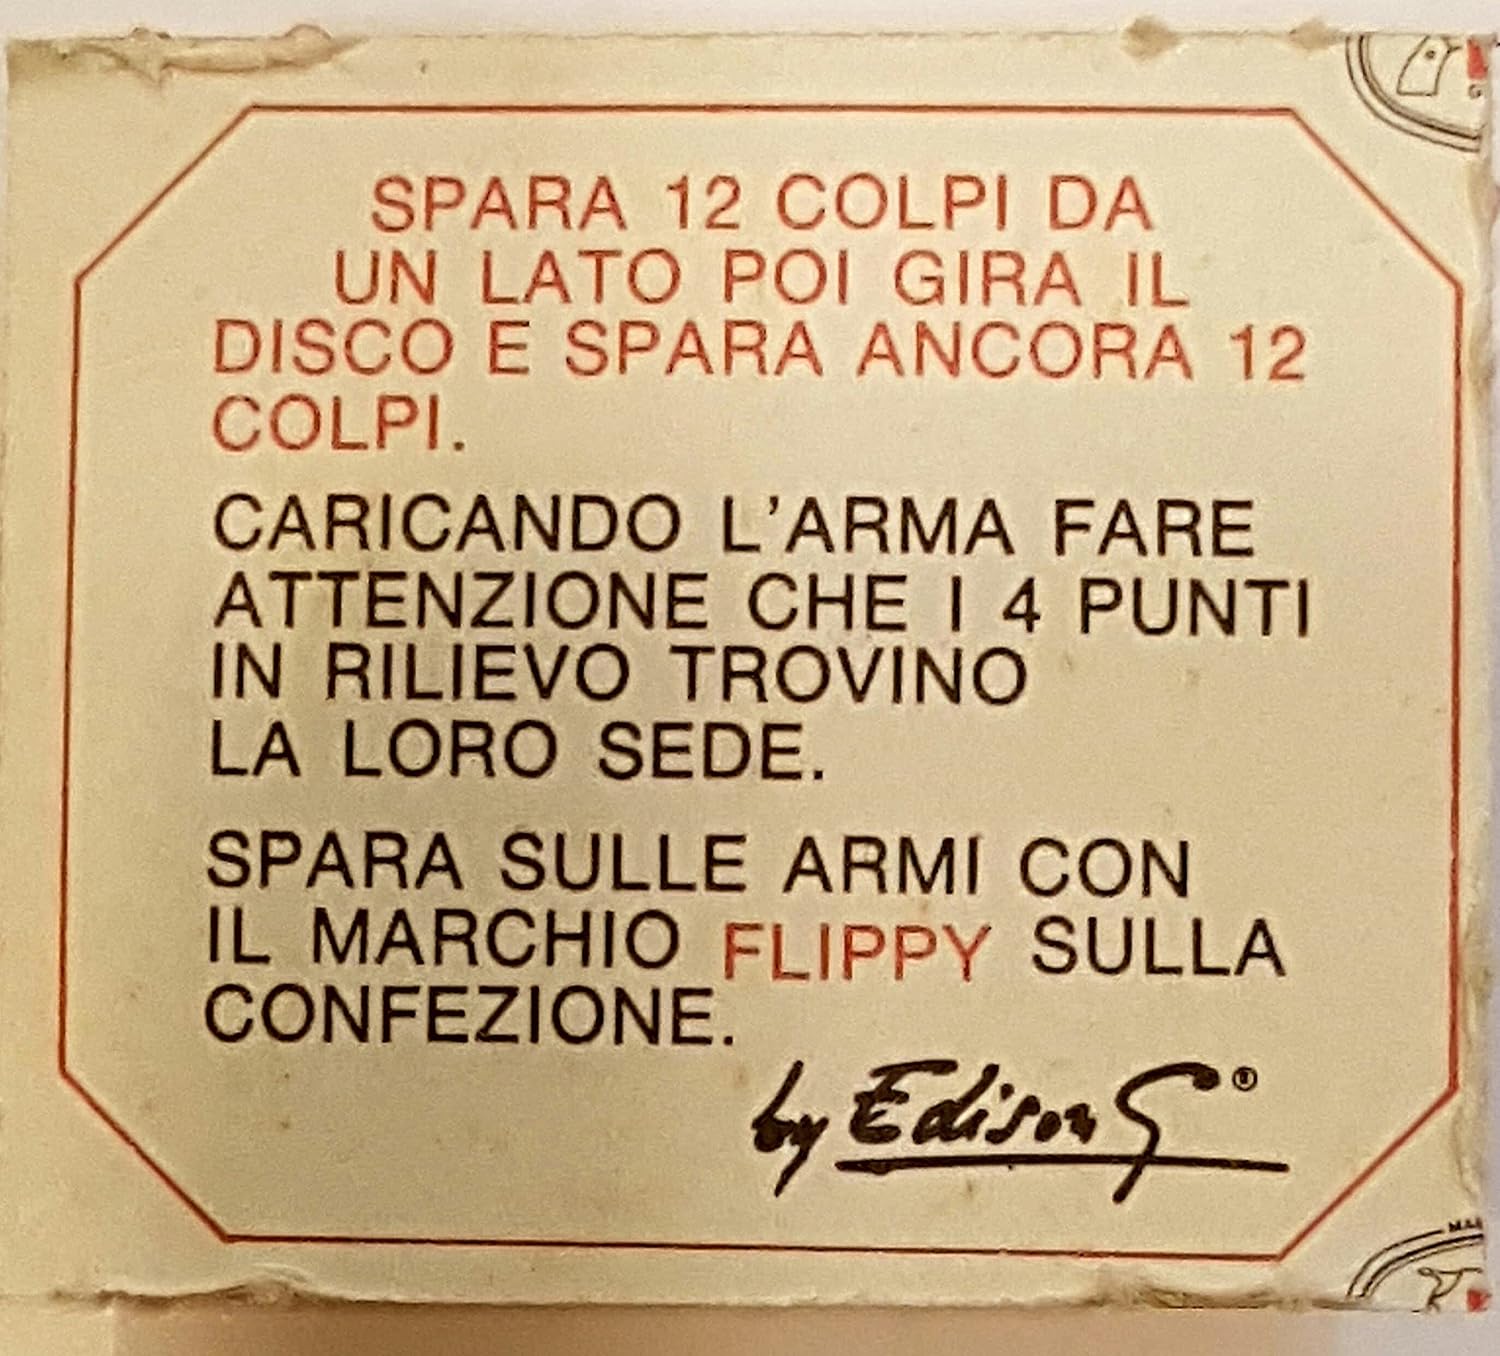 SPARA 12 COLPI DA
UN LATO POI GIRA IL
DISCO E SPARA ANCORA 12
COLPI.
CARICANDO L'ARMA FARE
ATTENZIONE CHE I 4 PUNTI
IN RILIEVO TROVINO
LA LORO SEDE.
SPARA SULLE ARMI CON
IL MARCHIO FLIPPY SULLA
CONFEZIONE.
by Edison G®